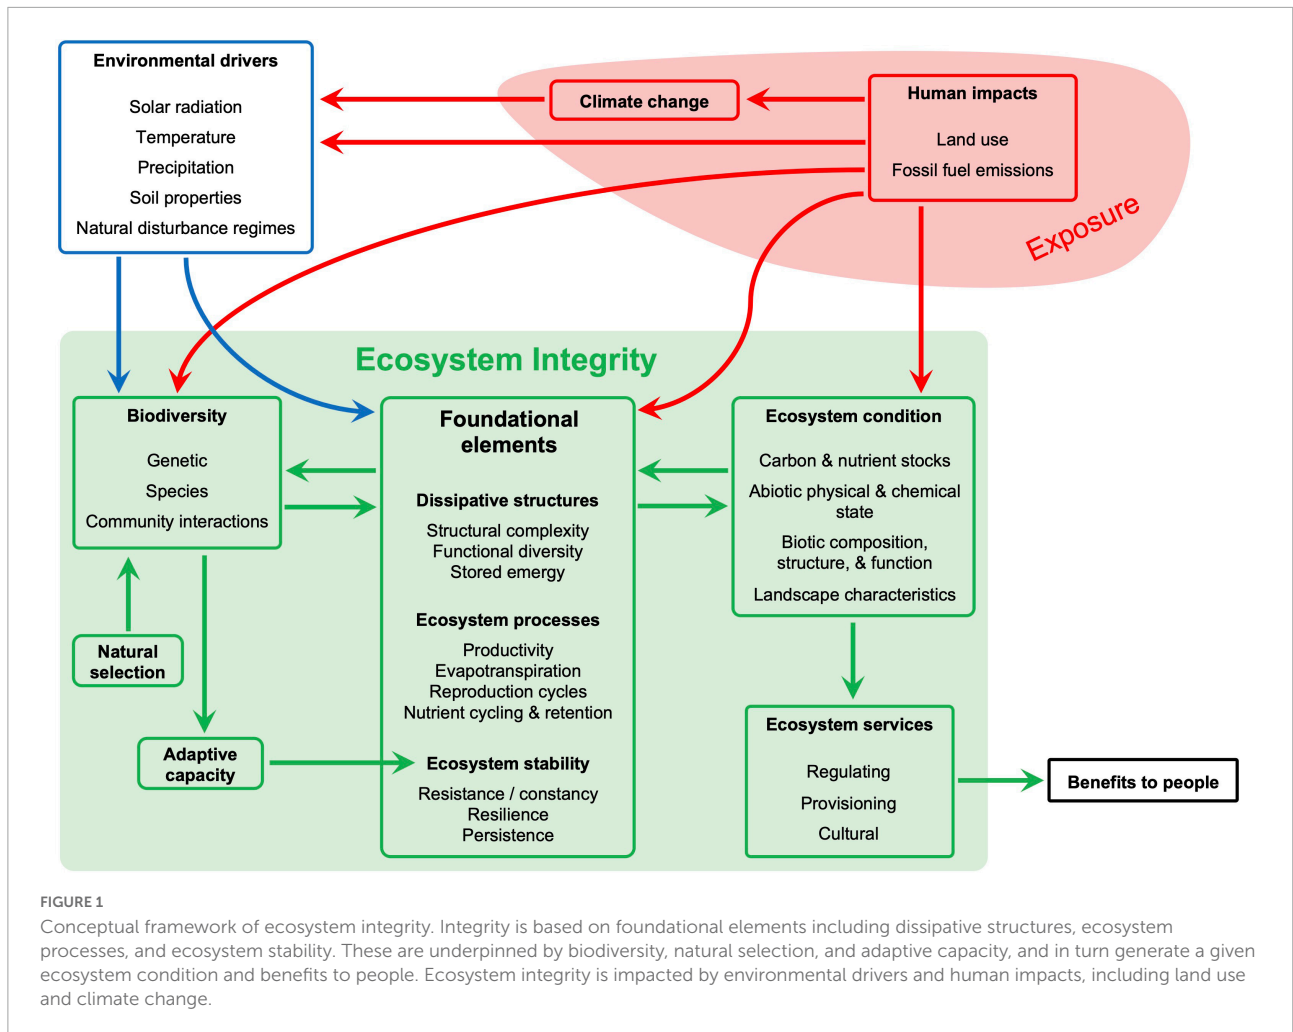 Environmental drivers
Solar radiation
Temperature
Precipitation
Soil properties
Natural disturbance regimes
Climate change
Human impacts
Land use
Fossil fuel emissions
Exposure
Ecosystem Integrity
Biodiversity
Genetic
Species
Community interactions
Natural
selection
Adaptive
capacity
Foundational
elements
Dissipative structures
Structural complexity
Functional diversity
Stored emergy
Ecosystem processes
Productivity
Evapotranspiration
Reproduction cycles
Nutrient cycling & retention
Ecosystem stability
Resistance / constancy
Resilience
Persistence
Ecosystem condition
Carbon & nutrient stocks
Abiotic physical & chemical
state
Biotic composition,
structure, & function
Landscape characteristics
Ecosystem services
Regulating
Provisioning
Cultural
Benefits to people
FIGURE 1
Conceptual framework of ecosystem integrity. Integrity is based on foundational elements including dissipative structures, ecosystem
processes, and ecosystem stability. These are underpinned by biodiversity, natural selection, and adaptive capacity, and in turn generate a given
ecosystem condition and benefits to people. Ecosystem integrity is impacted by environmental drivers and human impacts, including land use
and climate change.